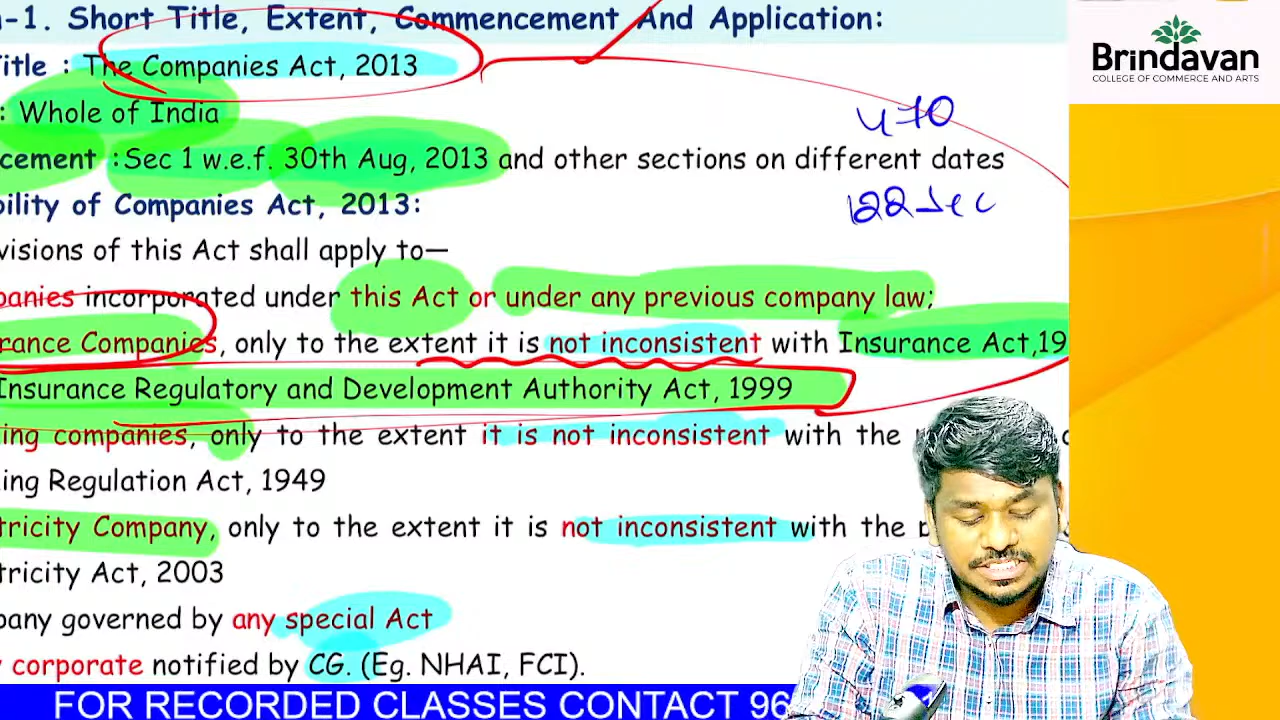 -1. Short Title, Extent, Commencement And Application:
itle : The Companies Act, 2013
: Whole of India
cement : Sec 1 w.e.f. 30th Aug, 2013 and other sections on different dates
bility of Companies Act, 2013:
visions of this Act shall apply to—
panies incorporated under this Act or under any previous company law;
rance Companies, only to the extent it is not inconsistent with Insurance Act,19
Insurance Regulatory and Development Authority Act, 1999
ing companies, only to the extent it is not inconsistent with the
ing Regulation Act, 1949
tricity Company, only to the extent it is not inconsistent with the
tricity Act, 2003
pany governed by any special Act
corporate notified by CG. (Eg. NHAI, FCI).
470
122 Sec
Brindavan
COLLEGE OF COMMERCE AND ARTS
FOR RECORDED CLASSES CONTACT 96